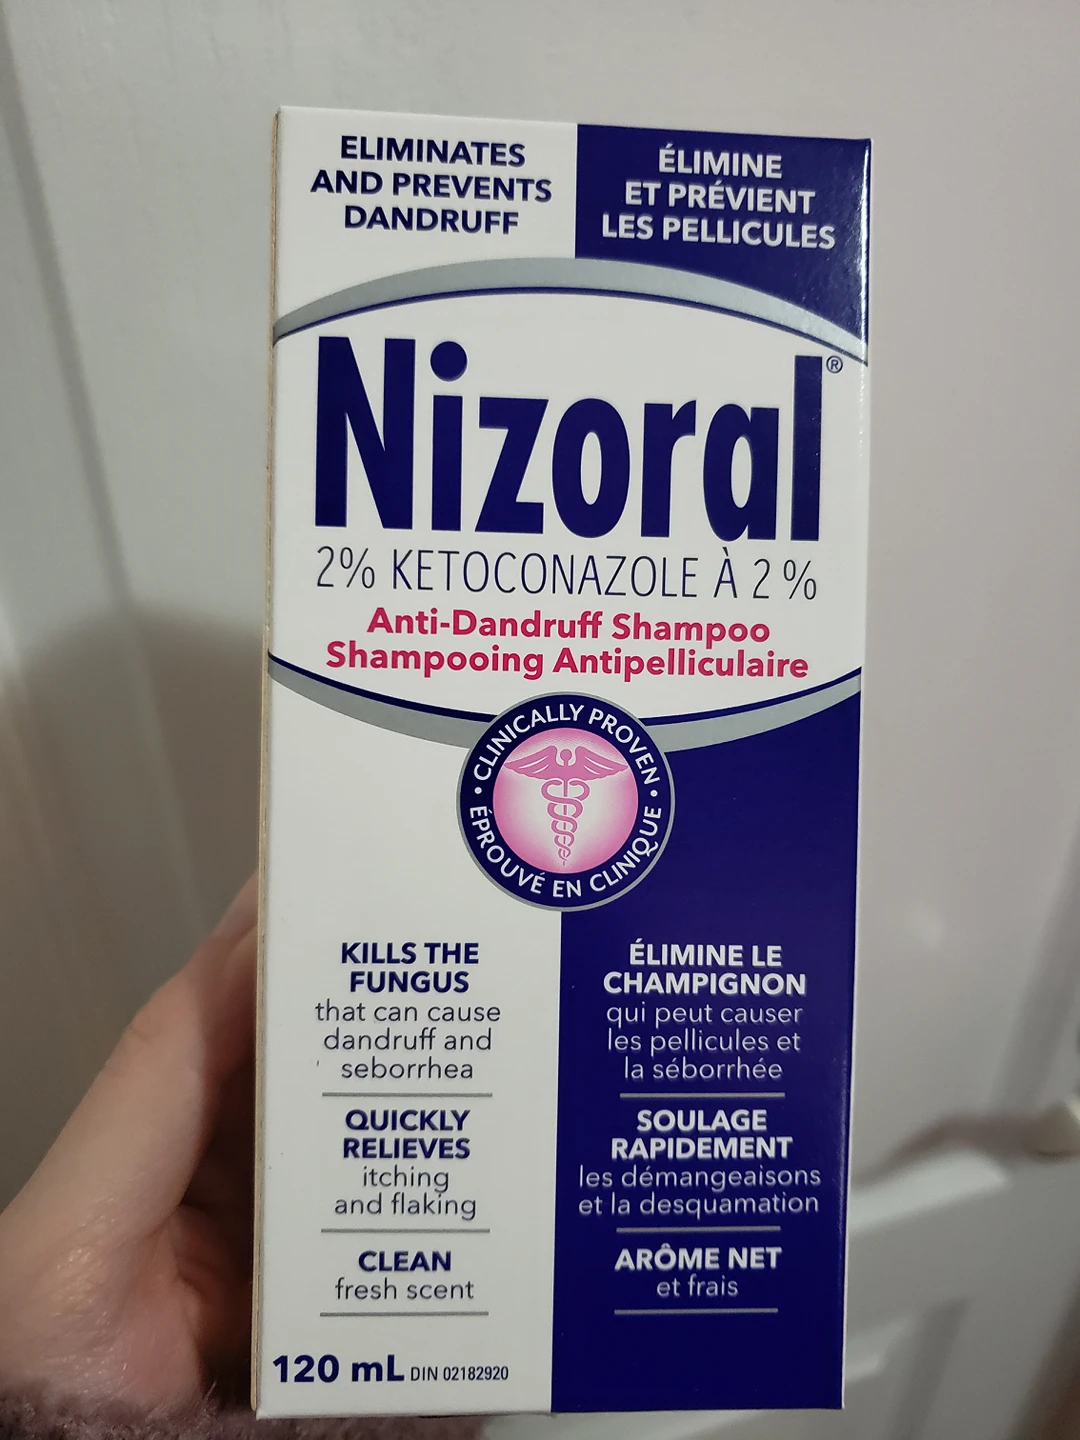 ELIMINATES
AND PREVENTS
DANDRUFF
ÉLIMINE
ET PRÉVIENT
LES PELLICULES
Nizoral®
2% KETOCONAZOLE À 2 %
Anti-Dandruff Shampoo
Shampooing Antipelliculaire
• CLINICALLY PROVEN •
ÉPROUVÉ EN CLINIQUE
KILLS THE
FUNGUS
that can cause
dandruff and
seborrhea
QUICKLY
RELIEVES
itching
and flaking
CLEAN
fresh scent
ÉLIMINE LE
CHAMPIGNON
qui peut causer
les pellicules et
la séborrhée
SOULAGE
RAPIDEMENT
les démangeaisons
et la desquamation
ARÔME NET
et frais
120 mL DIN 02182920